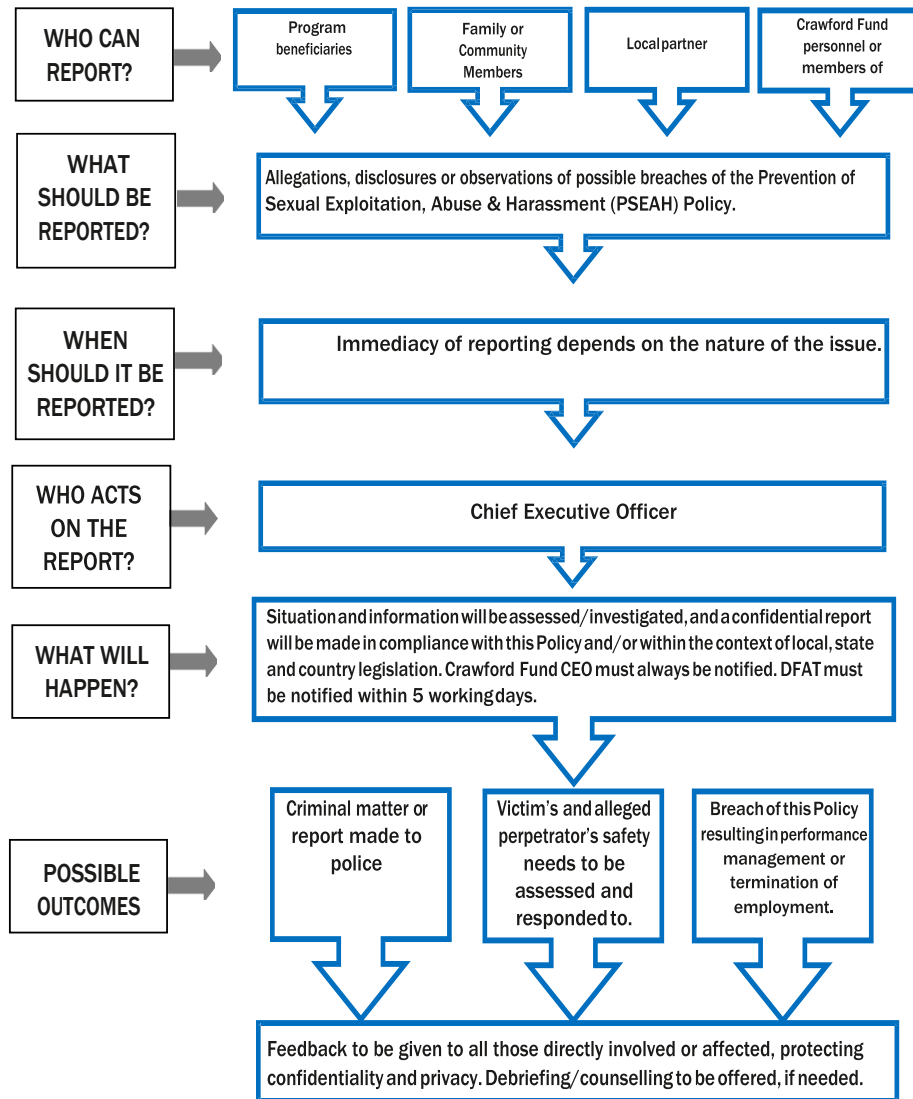 WHO CAN
REPORT?
Program
beneficiaries
Family or
Community
Members
Local partner
Crawford Fund
personnel or
members of
WHAT
SHOULD BE
REPORTED?
Allegations, disclosures or observations of possible breaches of the Prevention of
Sexual Exploitation, Abuse & Harassment (PSEAH) Policy.
WHEN
SHOULD IT BE
REPORTED?
Immediacy of reporting depends on the nature of the issue.
WHO ACTS
ON THE
REPORT?
Chief Executive Officer
WHAT WILL
HAPPEN?
Situation and information will be assessed/investigated, and a confidential report
will be made in compliance with this Policy and/or within the context of local, state
and country legislation. Crawford Fund CEO must always be notified. DFAT must
be notified within 5 working days.
POSSIBLE
OUTCOMES
Criminal matter or
report made to
police
Victim's and alleged
perpetrator's safety
needs to be
assessed and
responded to.
Breach of this Policy
resulting in performance
management or
termination of
employment.
Feedback to be given to all those directly involved or affected, protecting
confidentiality and privacy. Debriefing/counselling to be offered, if needed.